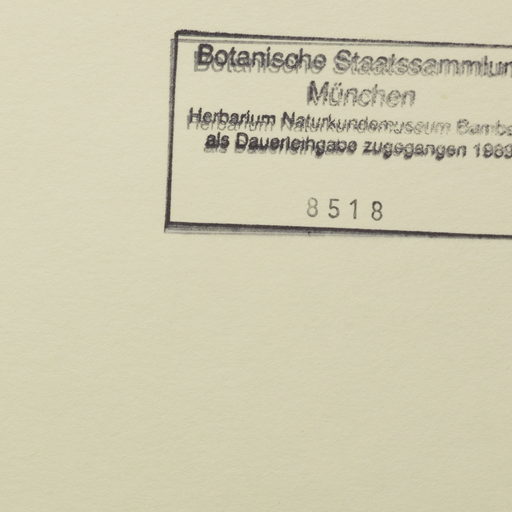 Botanische Staatssammlun
München
Herbarium Naturkundemuseum Bambe
als Dauerleihgabe zugegangen 1989
8518